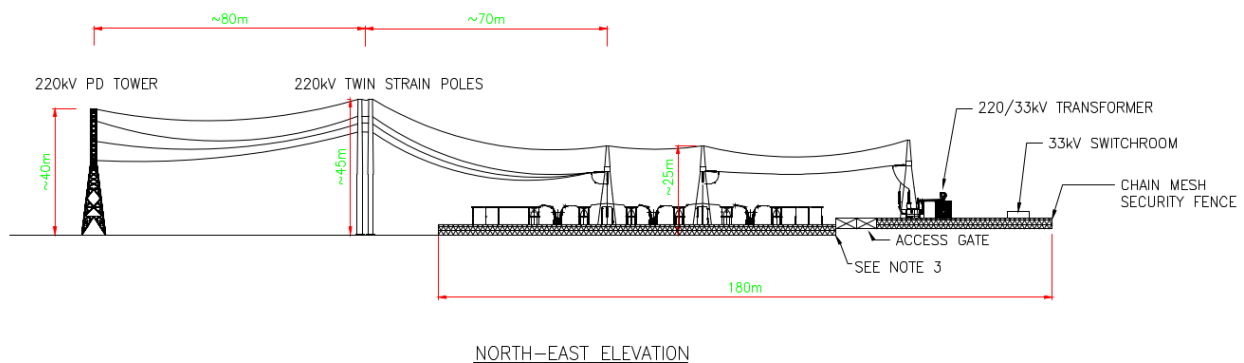 ~80m
~70m
220kV PD TOWER
220kV TWIN STRAIN POLES
220/33kV TRANSFORMER
33kV SWITCHROOM
~40m
~45m
~25m
CHAIN MESH
SECURITY FENCE
ACCESS GATE
SEE NOTE 3
180m
NORTH-EAST ELEVATION